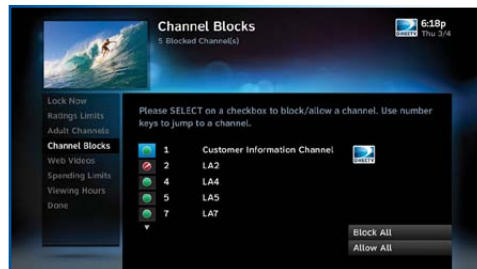 Channel Blocks
5 Blocked Channel(s)
DIRECTV
6:18p
Thu 3/4
Lock Now
Ratings Limits
Adult Channels
Channel Blocks
Web Videos
Spending Limits
Viewing Hours
Done
Please SELECT on a checkbox to block/allow a channel. Use number
keys to jump to a channel.
1 Customer Information Channel DIRECTV
2 LA2
4 LA4
5 LA5
7 LA7
Block All
Allow All